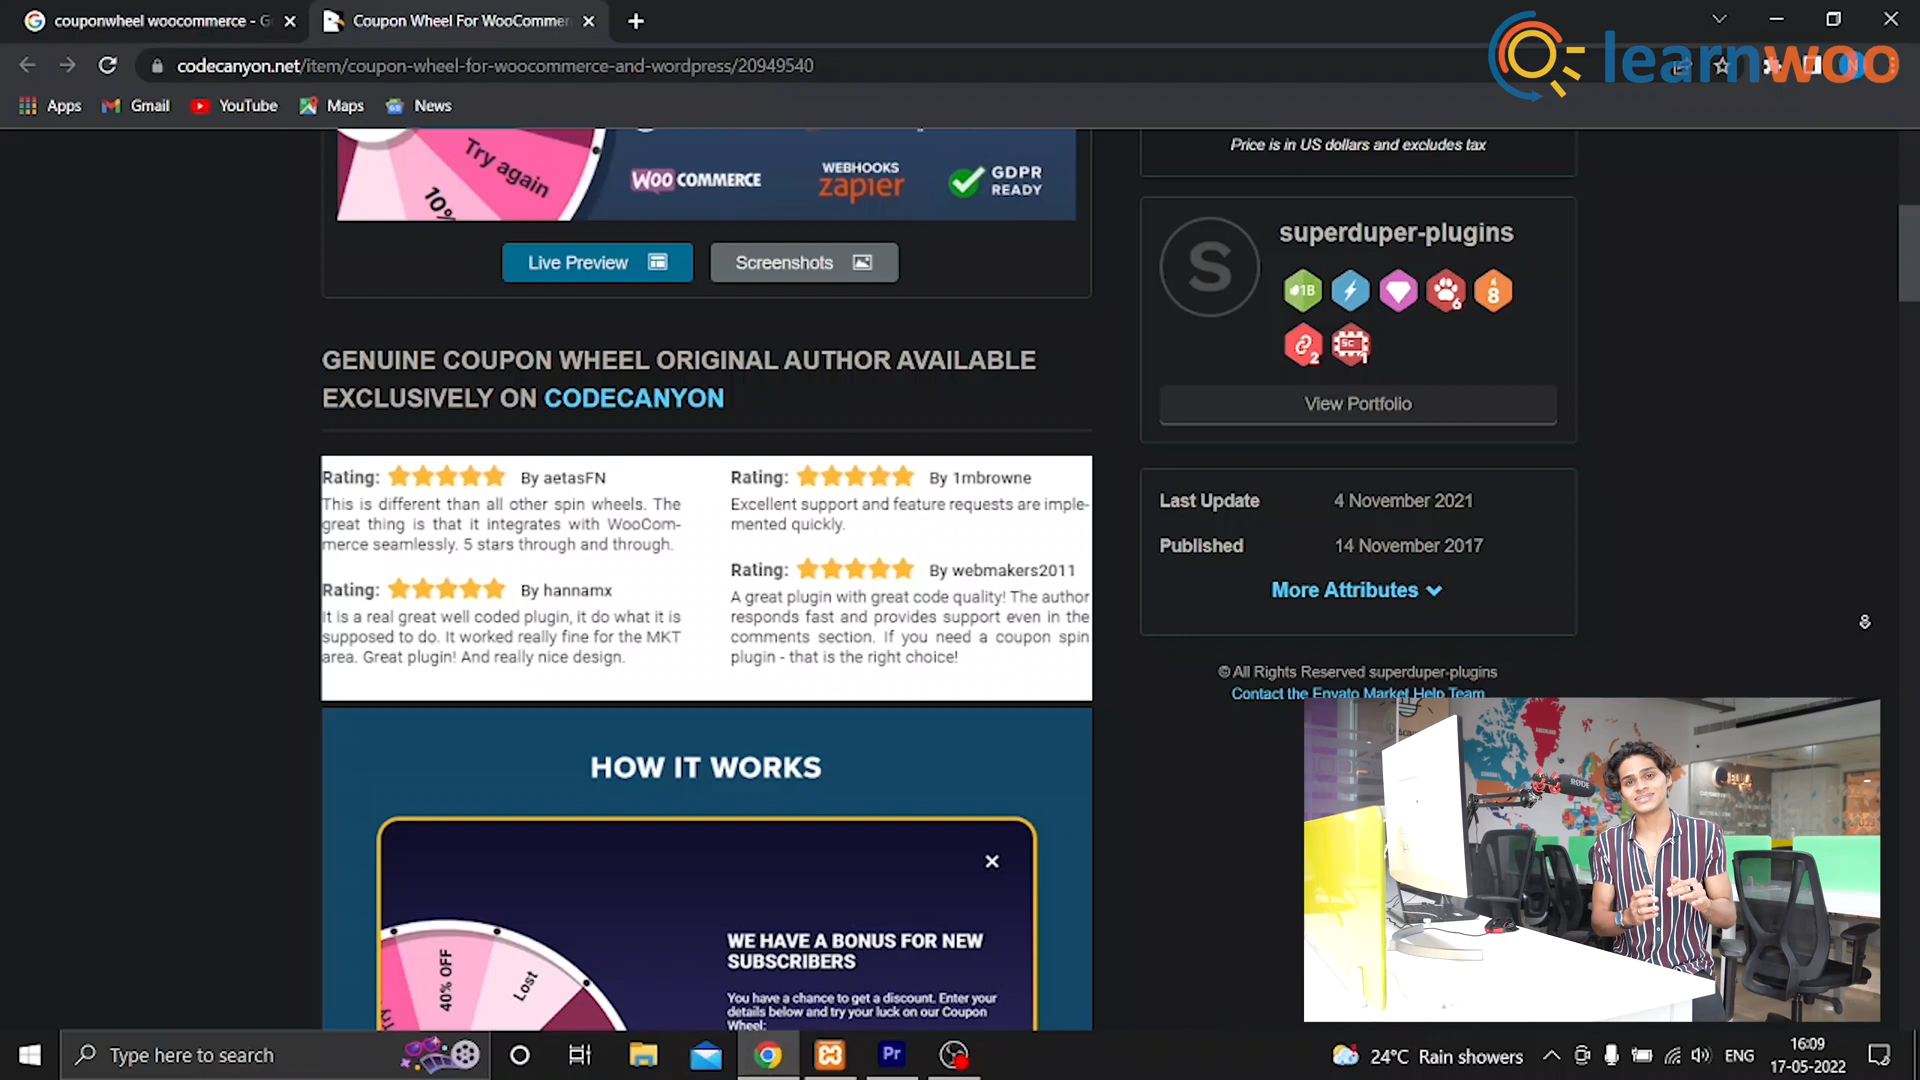 couponwheel woocommerce - G
Coupon Wheel For WooCommer
codecanyon.net/item/coupon-wheel-for-woocommerce-and-wordpress/20949540
learnwoo
Apps
Gmail
YouTube
Maps
News
Try again
10%
WOO COMMERCE
WEBHOOKS
zapier
GDPR
READY
Live Preview
Screenshots
Price is in US dollars and excludes tax
S
superduper-plugins
1B
6
4
8
2
SC
1
View Portfolio
GENUINE COUPON WHEEL ORIGINAL AUTHOR AVAILABLE
EXCLUSIVELY ON CODECANYON
Rating: By aetasFN
This is different than all other spin wheels. The
great thing is that it integrates with WooCom-
merce seamlessly. 5 stars through and through.
Rating: By hannamx
It is a real great well coded plugin, it do what it is
supposed to do. It worked really fine for the MKT
area. Great plugin! And really nice design.
Rating: By 1mbrowne
Excellent support and feature requests are imple-
mented quickly.
Rating: By webmakers2011
A great plugin with great code quality! The author
responds fast and provides support even in the
comments section. If you need a coupon spin
plugin - that is the right choice!
Last Update 4 November 2021
Published 14 November 2017
More Attributes
© All Rights Reserved superduper-plugins
Contact the Envato Market Help Team
HOW IT WORKS
40% OFF
Lost
WE HAVE A BONUS FOR NEW
SUBSCRIBERS
You have a chance to get a discount. Enter your
details below and try your luck on our Coupon
Wheel:
RODE
Type here to search
Pr
24°C Rain showers
ENG
16:09
17-05-2022